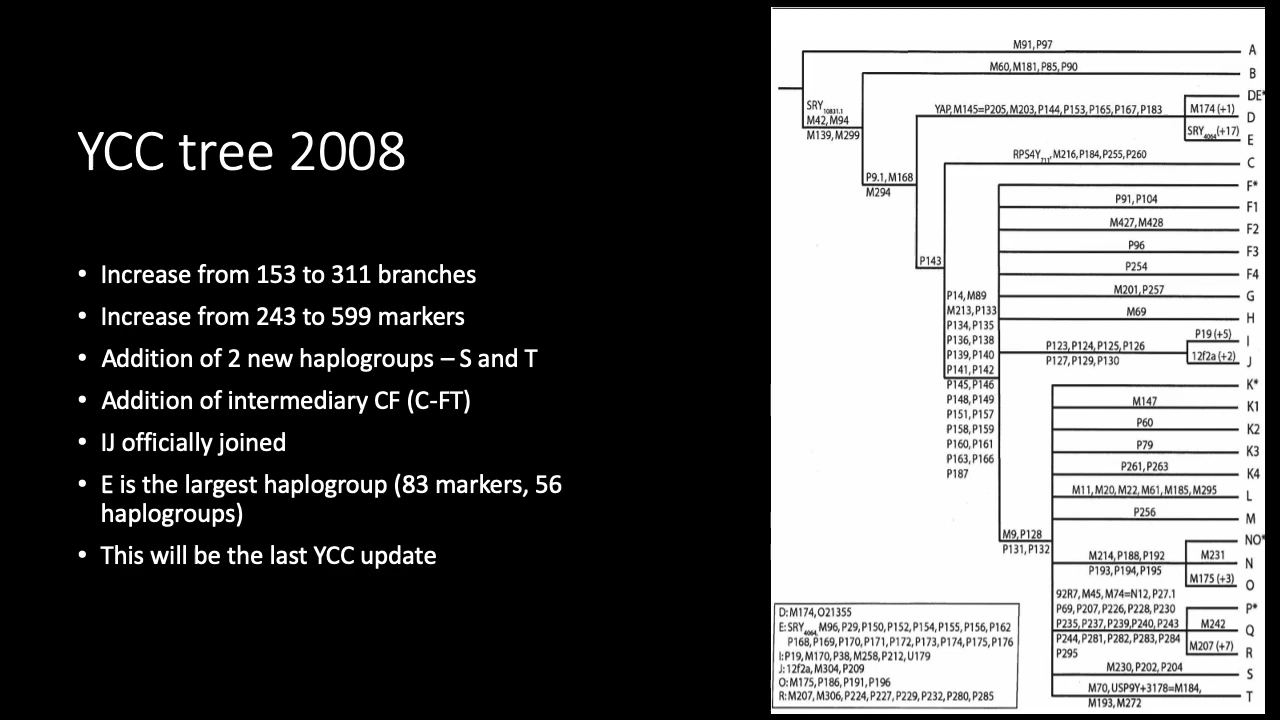 YCC tree 2008
• Increase from 153 to 311 branches
• Increase from 243 to 599 markers
• Addition of 2 new haplogroups – S and T
• Addition of intermediary CF (C-FT)
• IJ officially joined
• E is the largest haplogroup (83 markers, 56
haplogroups)
• This will be the last YCC update
M91, P97
A
M60, M181, P85, P90
B
SRY10831.1
M42, M94
M139, M299
DE*
YAP, M145=P205, M203, P144, P153, P165, P167, P183
M174 (+1)
D
SRY4064(+17)
E
RPS4Y711, M216, P184, P255, P260
C
P9.1, M168
M294
F*
P91, P104
F1
M427, M428
F2
P96
F3
P143
P254
F4
M201, P257
G
M69
H
P14, M89
M213, P133
P134, P135
P136, P138
P139, P140
P141, P142
P145, P146
P148, P149
P151, P157
P158, P159
P160, P161
P163, P166
P187
P123, P124, P125, P126
P127, P129, P130
P19 (+5)
I
12f2a (+2)
J
K*
M147
K1
P60
K2
P79
K3
P261, P263
K4
M11, M20, M22, M61, M185, M295
L
P256
M
M9, P128
P131, P132
NO*
M214, P188, P192
P193, P194, P195
M231
N
M175 (+3)
O
92R7, M45, M74=N12, P27.1
P69, P207, P226, P228, P230
P235, P237, P239, P240, P243
P244, P281, P282, P283, P284
P295
P*
M242
Q
M207 (+7)
R
M230, P202, P204
S
M70, USP9Y+3178=M184,
M193, M272
T
D: M174, O21355
E: SRY4064, M96, P29, P150, P152, P154, P155, P156, P162
P168, P169, P170, P171, P172, P173, P174, P175, P176
I: P19, M170, P38, M258, P212, U179
J: 12f2a, M304, P209
O: M175, P186, P191, P196
R: M207, M306, P224, P227, P229, P232, P280, P285